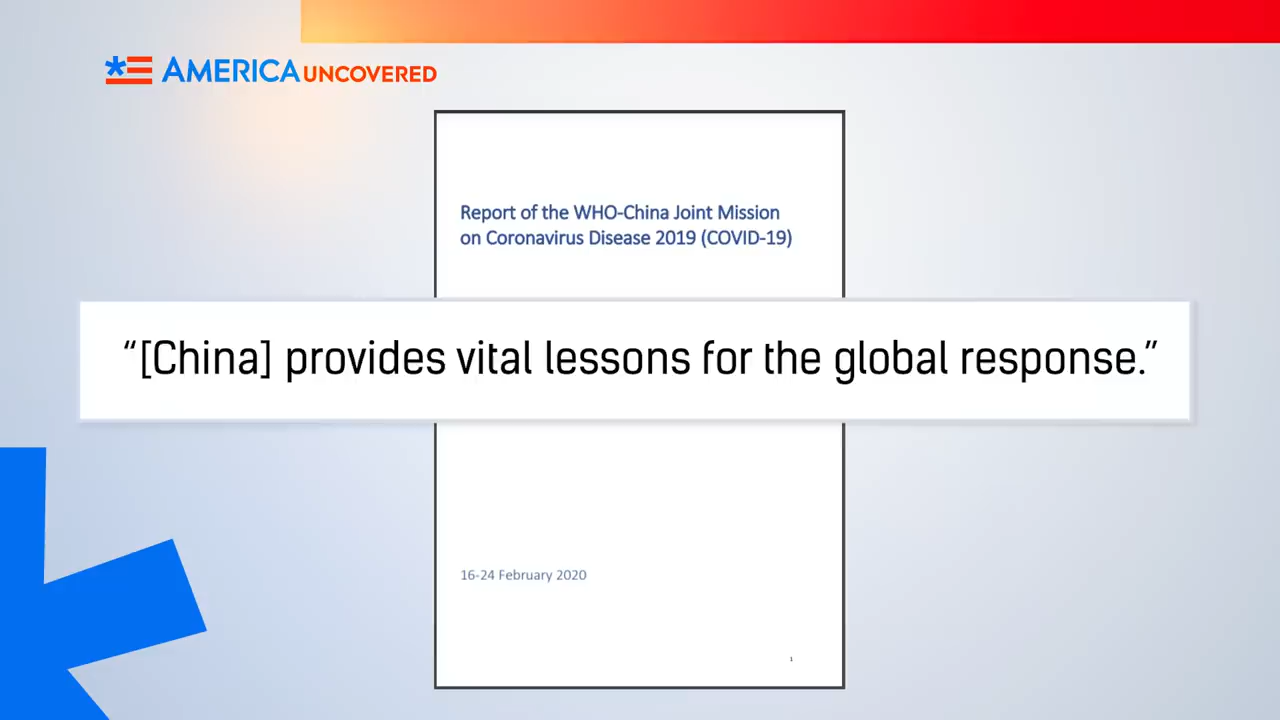 AMERICA UNCOVERED
Report of the WHO-China Joint Mission
on Coronavirus Disease 2019 (COVID-19)
“[China] provides vital lessons for the global response.”
16-24 February 2020
1